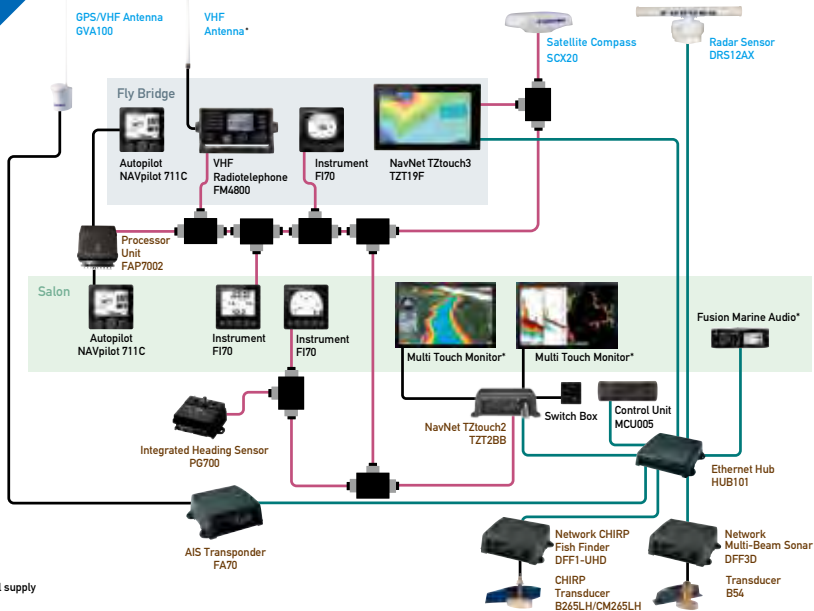 GPS/VHF Antenna
GVA100
VHF
Antenna*
Satellite Compass
SCX20
Radar Sensor
DRS12AX
Fly Bridge
Autopilot
NAVpilot 711C
VHF
Radiotelephone
FM4800
Instrument
FI70
NavNet TZtouch3
TZT19F
Processor
Unit
FAP7002
Salon
Autopilot
NAVpilot 711C
Instrument
FI70
Instrument
FI70
Multi Touch Monitor*
Multi Touch Monitor*
Fusion Marine Audio*
NavNet TZtouch2
TZT2BB
Switch Box
Control Unit
MCU005
Integrated Heading Sensor
PG700
Ethernet Hub
HUB101
AIS Transponder
FA70
Network CHIRP
Fish Finder
DFF1-UHD
Network
Multi-Beam Sonar
DFF3D
CHIRP
Transducer
B265LH/CM265LH
Transducer
B54
supply